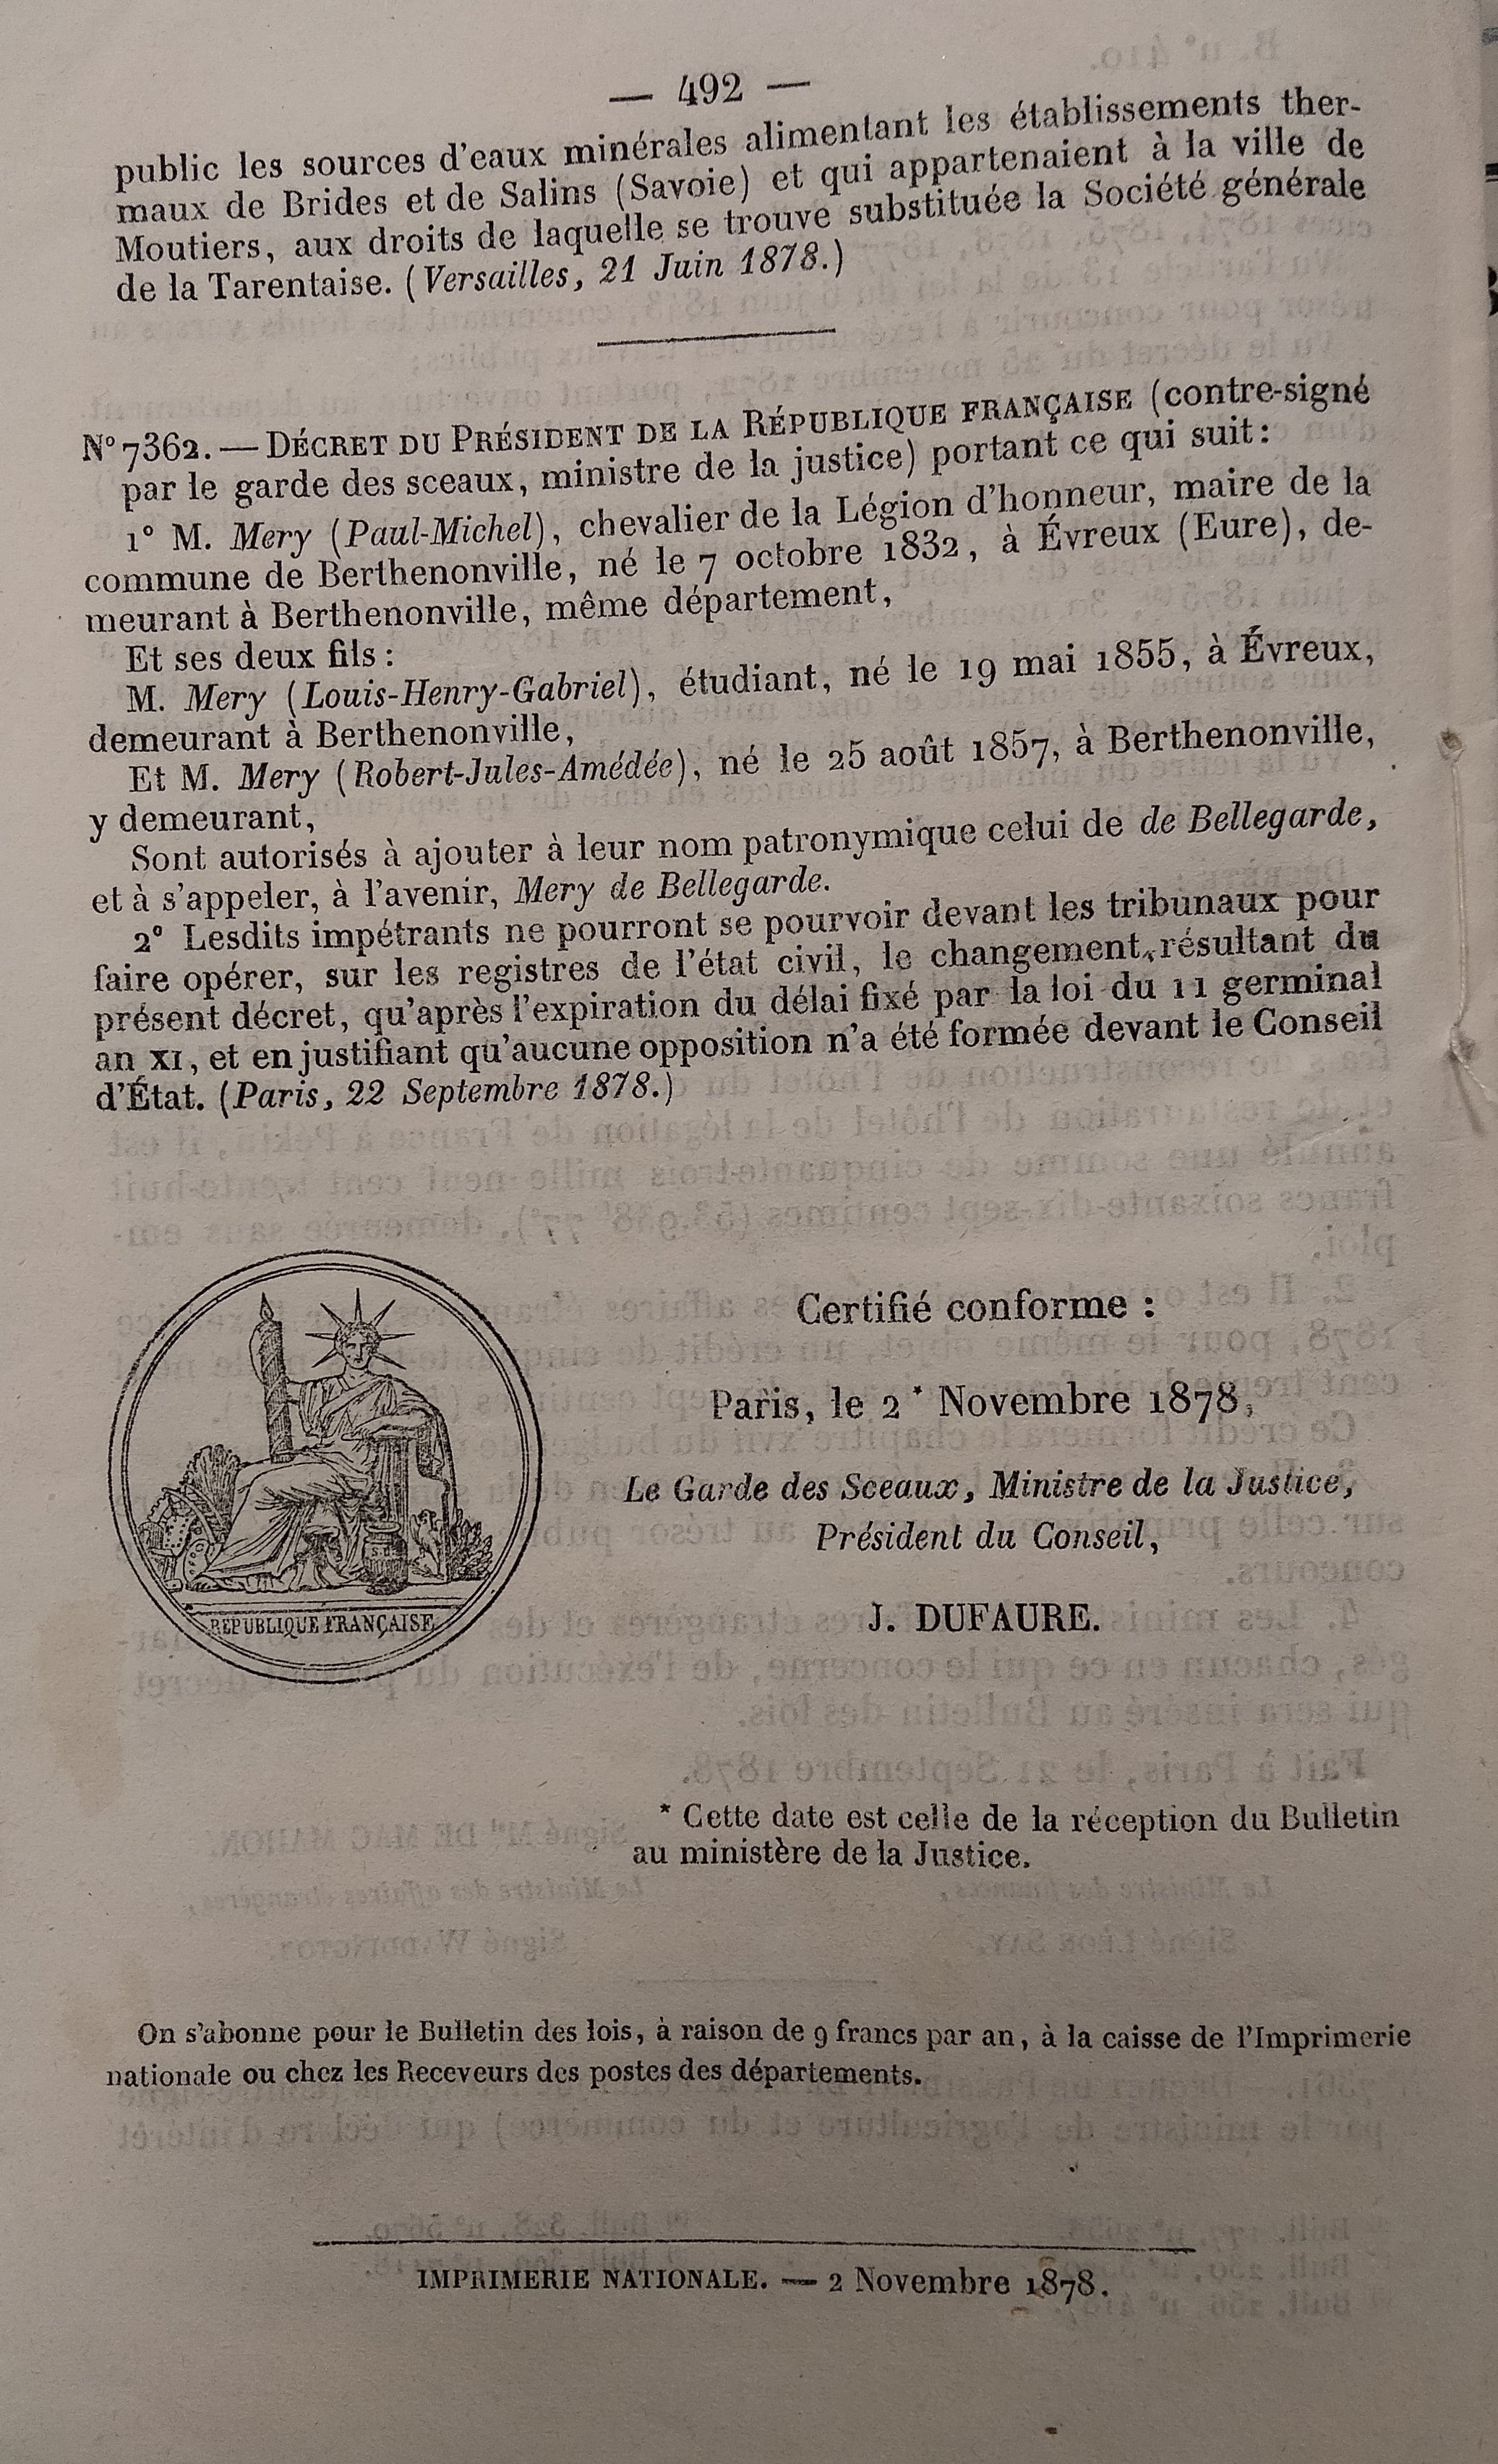 — 492 —
public les sources d'eaux minérales alimentant les établissements ther-
maux de Brides et de Salins (Savoie) et qui appartenaient à la ville de
Moutiers, aux droits de laquelle se trouve substituée la Société générale
de la Tarentaise. (Versailles, 21 Juin 1878.)
N° 7362. — DÉCRET DU PRÉSIDENT DE LA RÉPUBLIQUE FRANÇAISE (contre-signé
par le garde des sceaux, ministre de la justice) portant ce qui suit:
1° M. Mery (Paul-Michel), chevalier de la Légion d'honneur, maire de la
commune de Berthenonville, né le 7 octobre 1832, à Évreux (Eure), de-
meurant à Berthenonville, même département,
Et ses deux fils :
M. Mery (Louis-Henry-Gabriel), étudiant, né le 19 mai 1855, à Évreux,
demeurant à Berthenonville,
Et M. Mery (Robert-Jules-Amédée), né le 25 août 1857, à Berthenonville,
y demeurant,
Sont autorisés à ajouter à leur nom patronymique celui de de Bellegarde,
et à s'appeler, à l'avenir, Mery de Bellegarde.
2° Lesdits impétrants ne pourront se pourvoir devant les tribunaux pour
faire opérer, sur les registres de l'état civil, le changement résultant du
présent décret, qu'après l'expiration du délai fixé par la loi du 11 germinal
an XI, et en justifiant qu'aucune opposition n'a été formée devant le Conseil
d'État. (Paris, 22 Septembre 1878.)
RÉPUBLIQUE FRANÇAISE
Certifié conforme :
Paris, le 2 * Novembre 1878,
Le Garde des Sceaux, Ministre de la Justice,
Président du Conseil,
J. DUFAURE.
* Cette date est celle de la réception du Bulletin
au ministère de la Justice.
On s'abonne pour le Bulletin des lois, à raison de 9 francs par an, à la caisse de l'Imprimerie
nationale ou chez les Receveurs des postes des départements.
IMPRIMERIE NATIONALE. — 2 Novembre 1878.